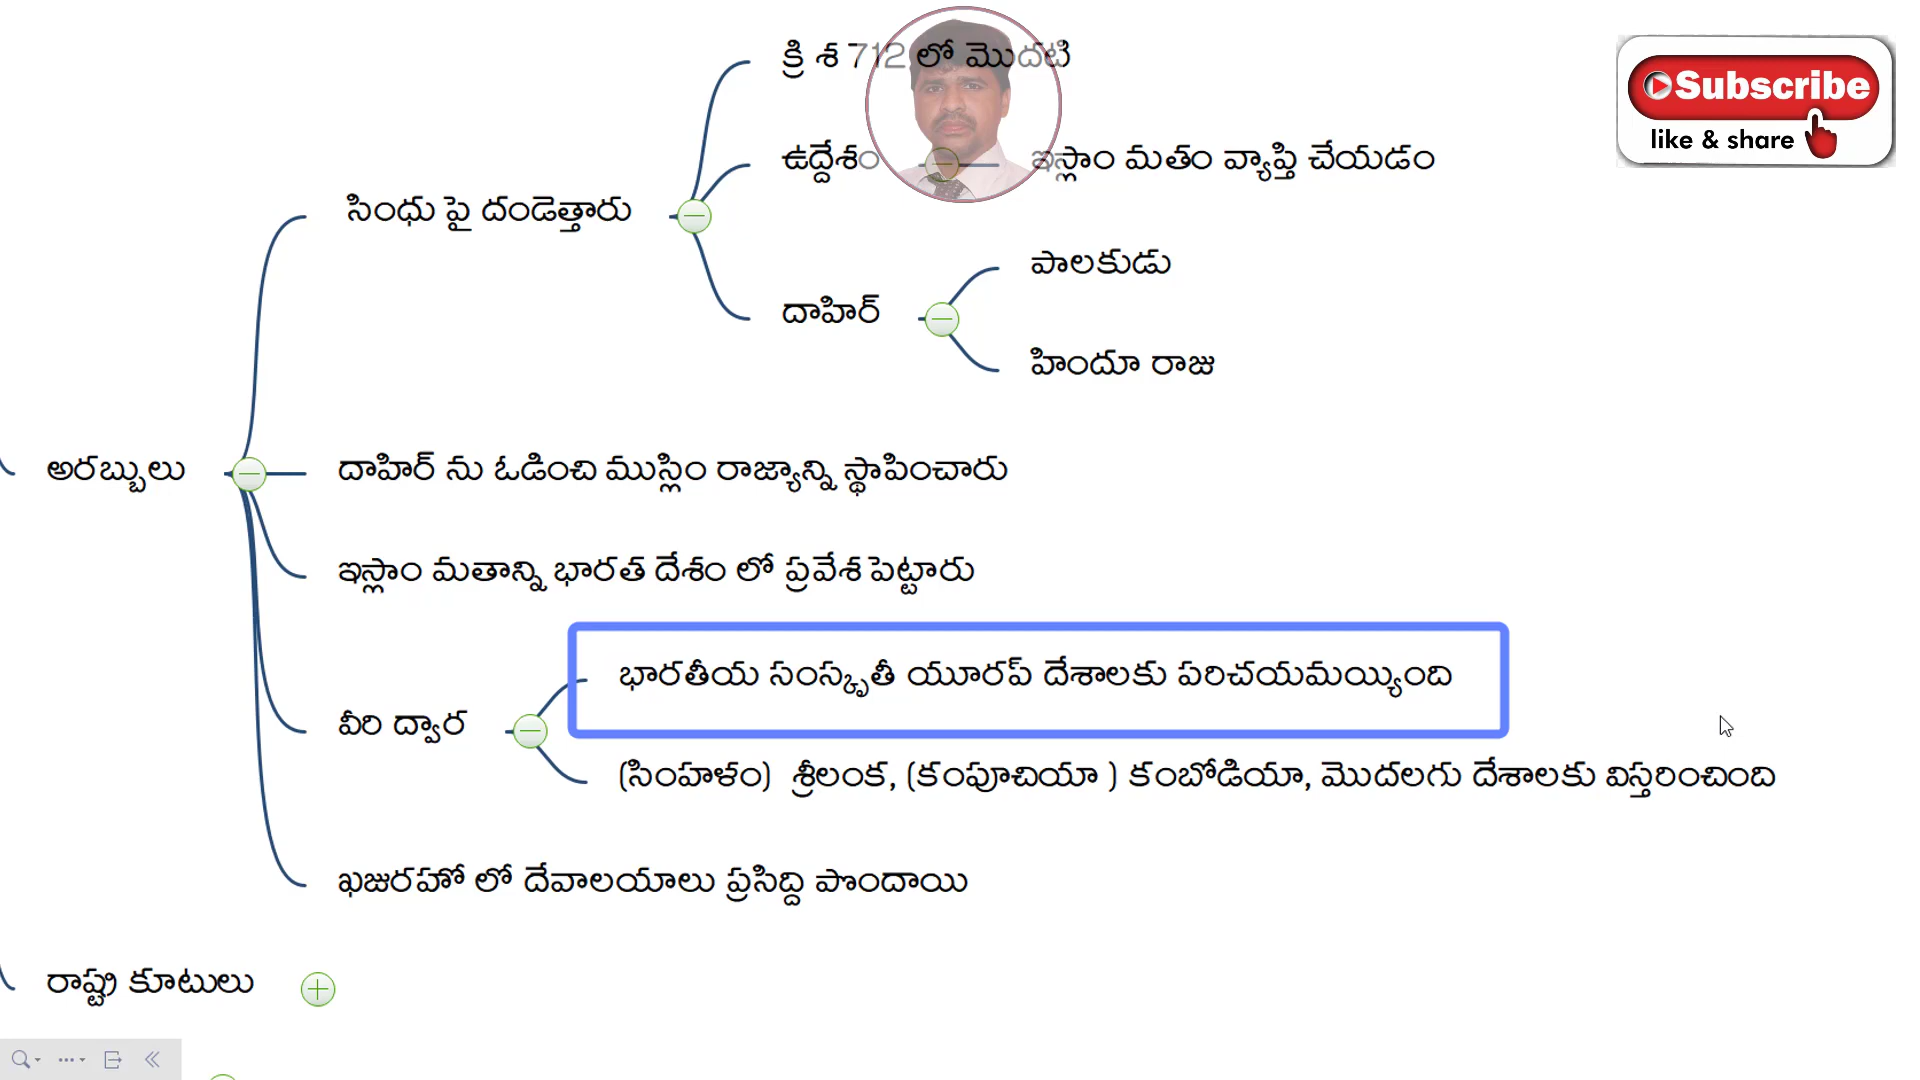 క్రి శ 712 లో మొదటి
Subscribe
like & share
ఉద్దేశం
ఇస్లాం మతం వ్యాప్తి చేయడం
సింధు పై దండెత్తారు
పాలకుడు
దాహిర్
హిందూ రాజు
అరబ్బులు
దాహిర్ ను ఓడించి ముస్లిం రాజ్యాన్ని స్థాపించారు
ఇస్లాం మతాన్ని భారత దేశం లో ప్రవేశ పెట్టారు
భారతీయ సంస్కృతీ యూరప్ దేశాలకు పరిచయమయ్యింది
వీరి ద్వార
(సింహళం) శ్రీలంక, (కంపూచియా ) కంబోడియా, మొదలగు దేశాలకు విస్తరించింది
ఖజురహో లో దేవాలయాలు ప్రసిద్ది పొందాయి
రాష్ట్ర కూటులు